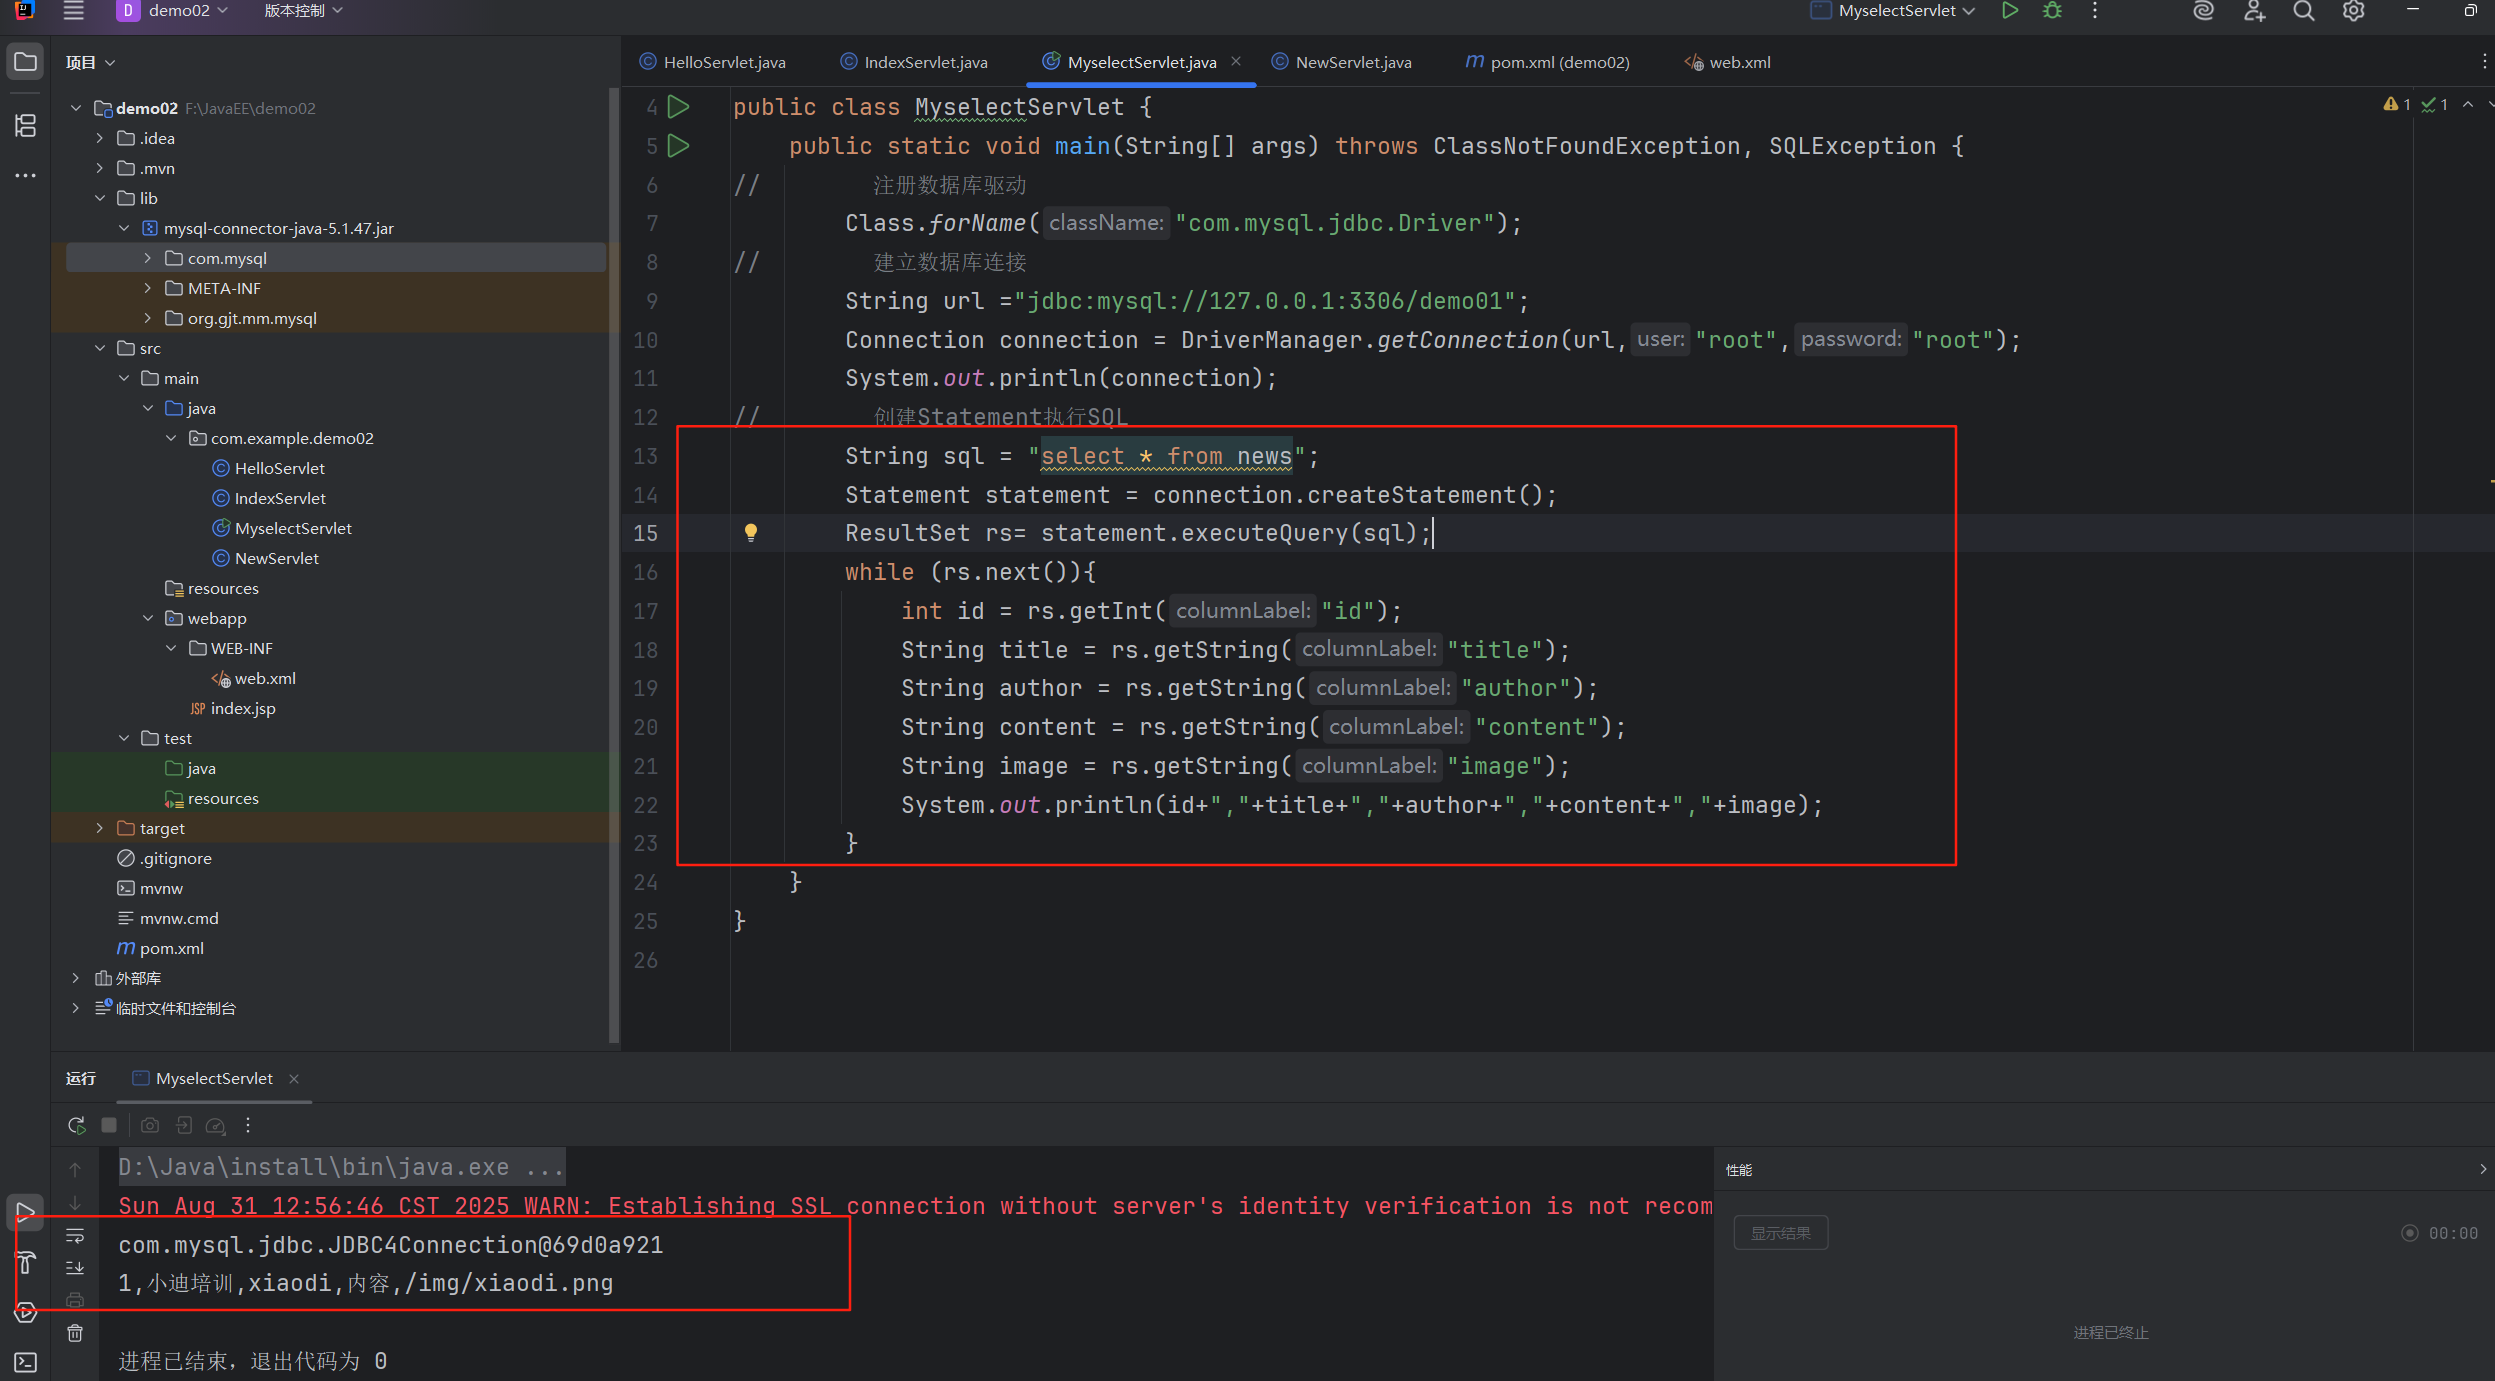 D demo02 版本控制 MyselectServlet
项目
HelloServlet.java IndexServlet.java MyselectServlet.java NewServlet.java pom.xml (demo02) web.xml
demo02 F:\JavaEE\demo02
.idea
.mvn
lib
mysql-connector-java-5.1.47.jar
com.mysql
META-INF
org.gjt.mm.mysql
src
main
java
com.example.demo02
HelloServlet
IndexServlet
MyselectServlet
NewServlet
resources
webapp
WEB-INF
web.xml
JSP index.jsp
test
java
resources
target
.gitignore
mvnw
mvnw.cmd
pom.xml
外部库
临时文件和控制台
1 1
4 public class MyselectServlet {
5 public static void main(String[] args) throws ClassNotFoundException, SQLException {
6 // 注册数据库驱动
7 Class.forName( className: "com.mysql.jdbc.Driver");
8 // 建立数据库连接
9 String url ="jdbc:mysql://127.0.0.1:3306/demo01";
10 Connection connection = DriverManager.getConnection(url, user: "root", password: "root");
11 System.out.println(connection);
12 // 创建Statement执行SQL
13 String sql = "select * from news";
14 Statement statement = connection.createStatement();
15 ResultSet rs= statement.executeQuery(sql);
16 while (rs.next()){
17 int id = rs.getInt( columnLabel: "id");
18 String title = rs.getString( columnLabel: "title");
19 String author = rs.getString( columnLabel: "author");
20 String content = rs.getString( columnLabel: "content");
21 String image = rs.getString( columnLabel: "image");
22 System.out.println(id+","+title+","+author+","+content+","+image);
23 }
24 }
25 }
26
运行 MyselectServlet
D:\Java\install\bin\java.exe ...
Sun Aug 31 12:56:46 CST 2025 WARN: Establishing SSL connection without server's identity verification is not recom
com.mysql.jdbc.JDBC4Connection@69d0a921
1,小迪培训,xiaodi,内容,/img/xiaodi.png
进程已结束，退出代码为 0
性能
显示结果 00:00
进程已终止